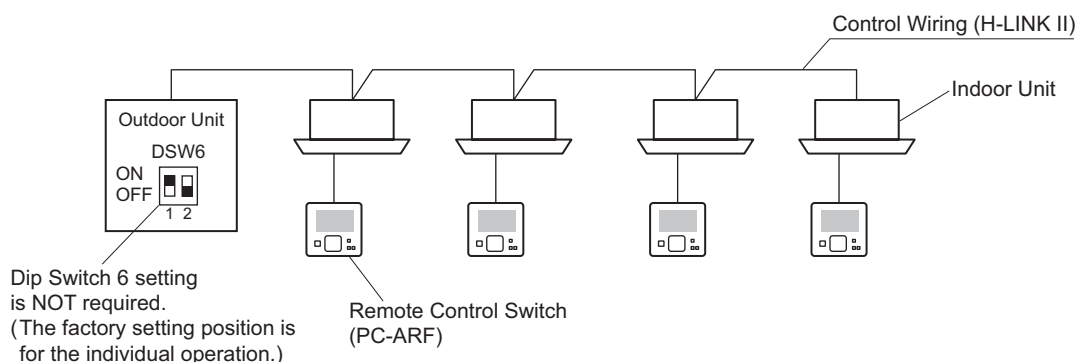 Control Wiring (H-LINK II)
Indoor Unit
Outdoor Unit
DSW6
ON
OFF
1 2
Dip Switch 6 setting
is NOT required.
(The factory setting position is
for the individual operation.)
Remote Control Switch
(PC-ARF)